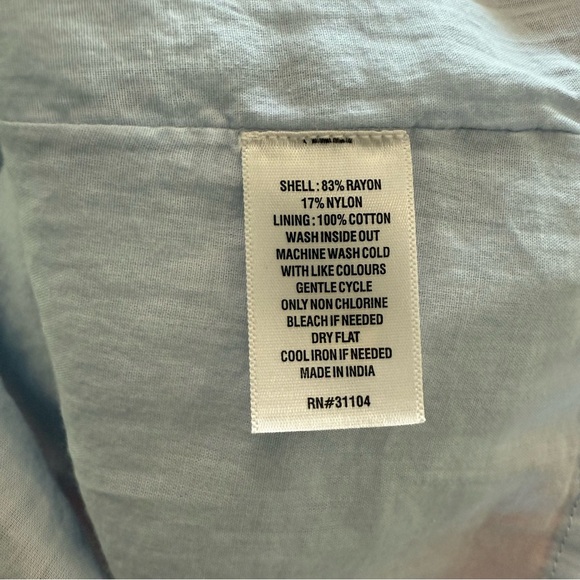 SHELL : 83% RAYON
17% NYLON
LINING : 100% COTTON
WASH INSIDE OUT
MACHINE WASH COLD
WITH LIKE COLOURS
GENTLE CYCLE
ONLY NON CHLORINE
BLEACH IF NEEDED
DRY FLAT
COOL IRON IF NEEDED
MADE IN INDIA
RN#31104